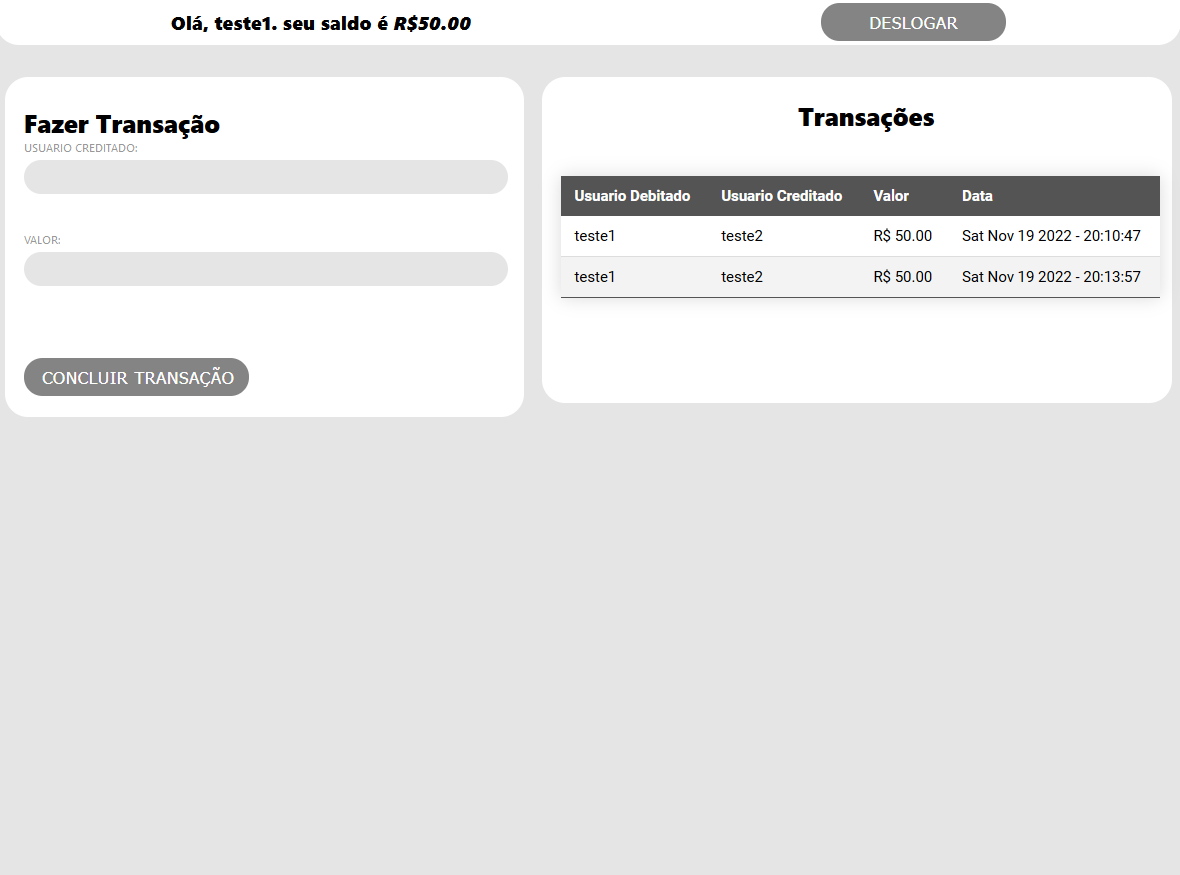 Olá, teste1. seu saldo é R$50.00
DESLOGAR
Fazer Transação
USUARIO CREDITADO:
VALOR:
CONCLUIR TRANSAÇÃO
Transações
Usuario Debitado Usuario Creditado Valor Data
teste1 teste2 R$ 50.00 Sat Nov 19 2022 - 20:10:47
teste1 teste2 R$ 50.00 Sat Nov 19 2022 - 20:13:57